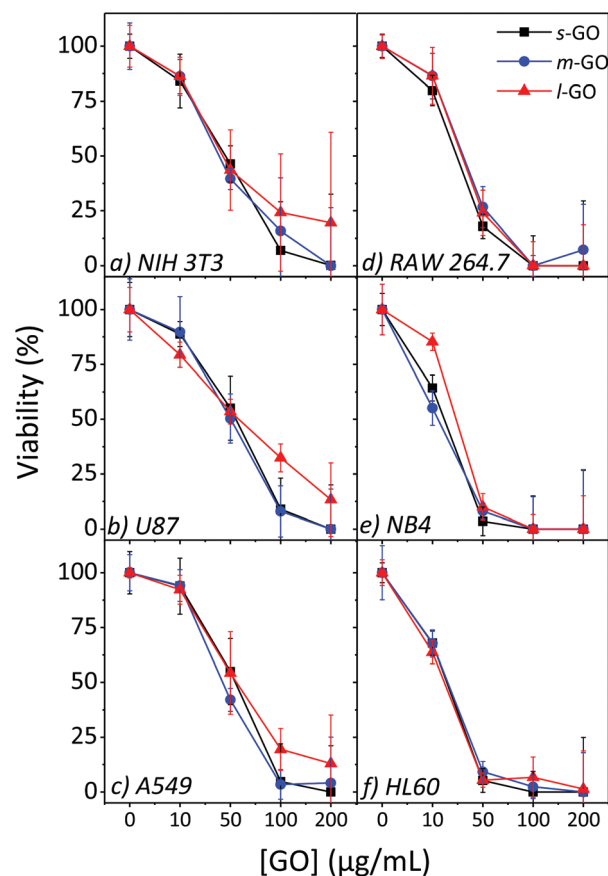 100
75
50
25
0
a) NIH 3T3
s-GO
m-GO
l-GO
d) RAW 264.7
Viability (%)
100
75
50
25
0
b) U87
e) NB4
100
75
50
25
0
c) A549
f) HL60
0 10 50 100 200 0 10 50 100 200
[GO] (µg/mL)